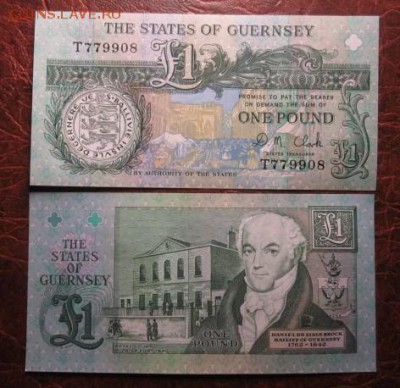 COINS.LAVE.RU
THE STATES OF GUERNSEY
T779908
£1
PROMISE TO PAY THE BEARER
ON DEMAND THE SUM OF
ONE POUND
D M Clark
STATES TREASURER
T779908
£1
BY AUTHORITY OF THE STATES
THE
STATES OF
GUERNSEY
£1
£1
ONE
POUND
DANIEL DE LISLE BROCK
BAILIFF OF GUERNSEY
1762 - 1842